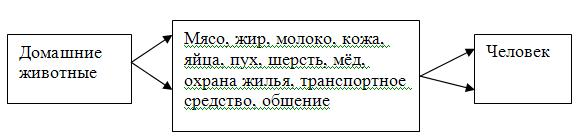 Домашние
животные
Мясо, жир, молоко, кожа,
яйца, пух, шерсть, мёд,
охрана жилья, транспортное
средство, общение
Человек